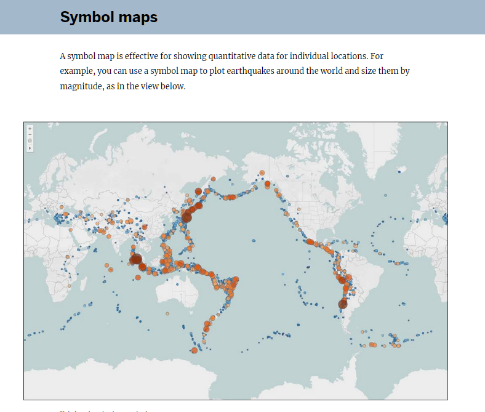 Symbol maps
A symbol map is effective for showing quantitative data for individual locations. For
example, you can use a symbol map to plot earthquakes around the world and size them by
magnitude, as in the view below.